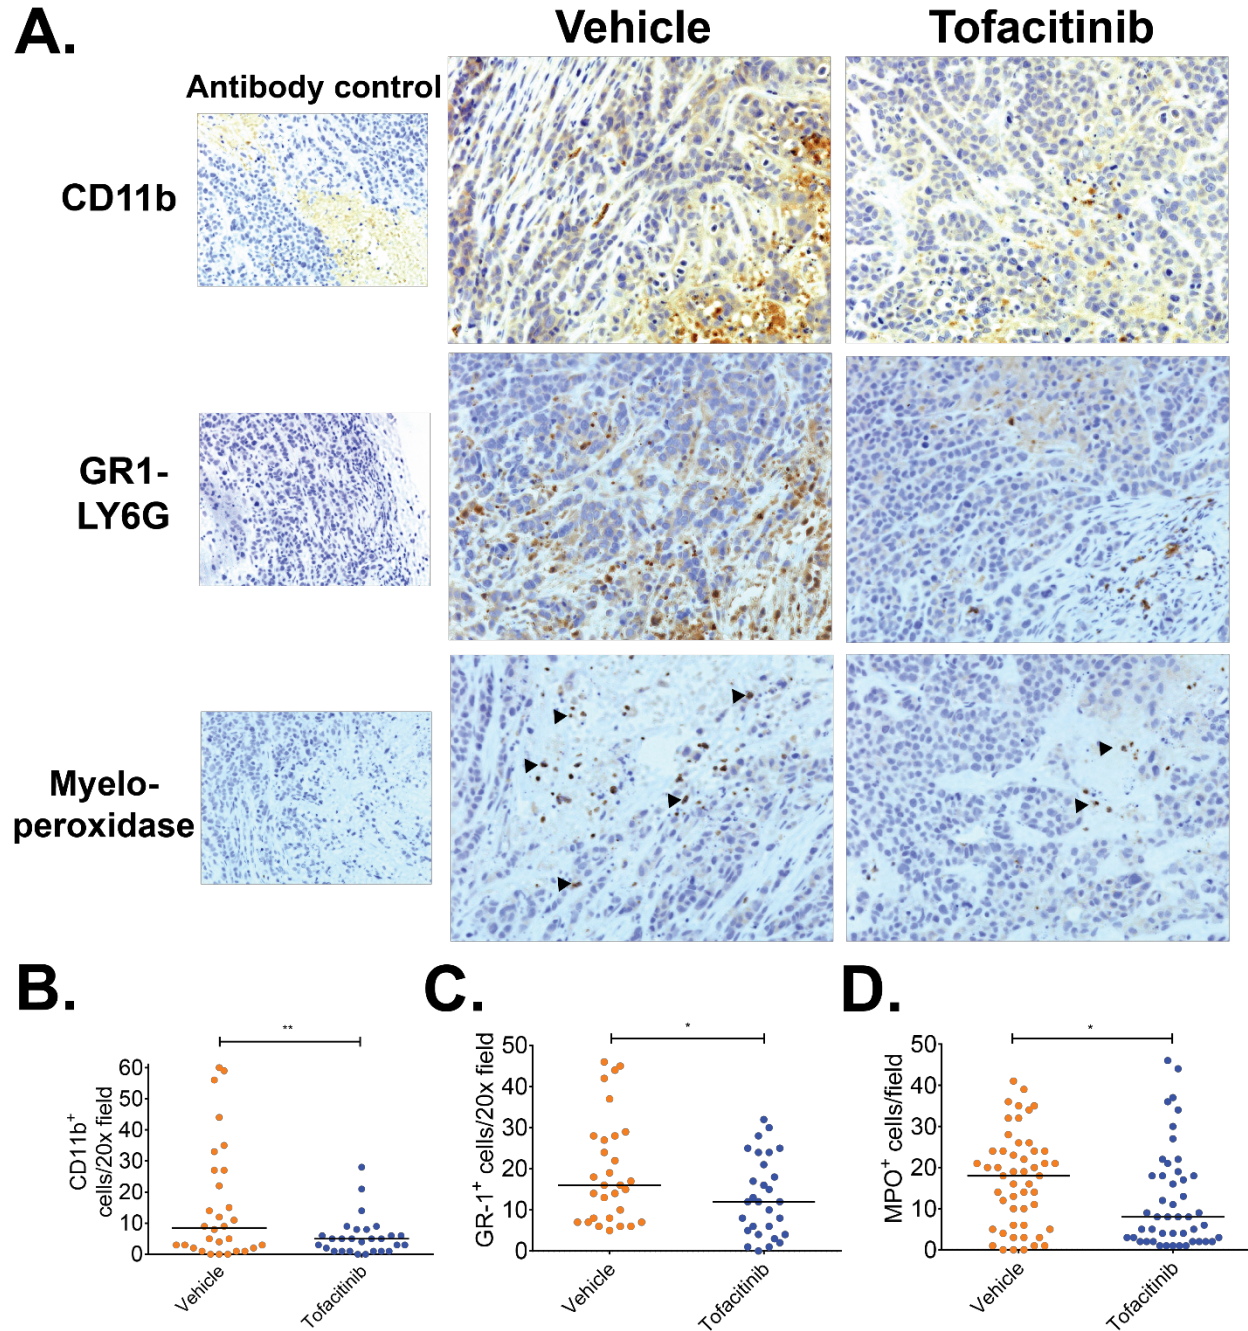 A.
Vehicle
Tofacitinib
Antibody control
CD11b
GR1-
LY6G
Myelo-
peroxidase
B.
C.
D.
**
CD11b+
cells/20x field
60
50
40
30
20
10
0
Vehicle
Tofacitinib
*
GR-1+ cells/20x field
50
40
30
20
10
0
Vehicle
Tofacitinib
*
MPO+ cells/field
50
40
30
20
10
0
Vehicle
Tofacitinib